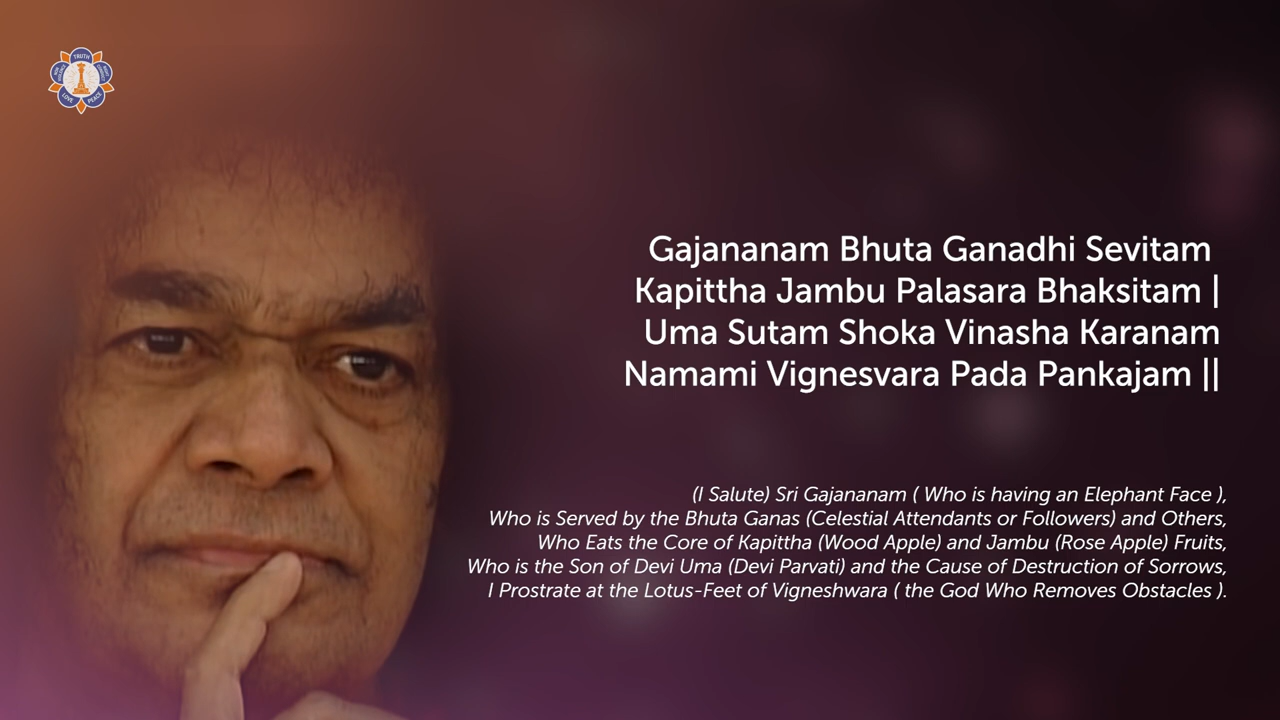 TRUTH
LOVE
PEACE
Gajananam Bhuta Ganadhi Sevitam
Kapittha Jambu Palasara Bhaksitam |
Uma Sutam Shoka Vinasha Karanam
Namami Vignesvara Pada Pankajam ||
(I Salute) Sri Gajananam ( Who is having an Elephant Face ),
Who is Served by the Bhuta Ganas (Celestial Attendants or Followers) and Others,
Who Eats the Core of Kapittha (Wood Apple) and Jambu (Rose Apple) Fruits,
Who is the Son of Devi Uma (Devi Parvati) and the Cause of Destruction of Sorrows,
I Prostrate at the Lotus-Feet of Vigneshwara ( the God Who Removes Obstacles ).